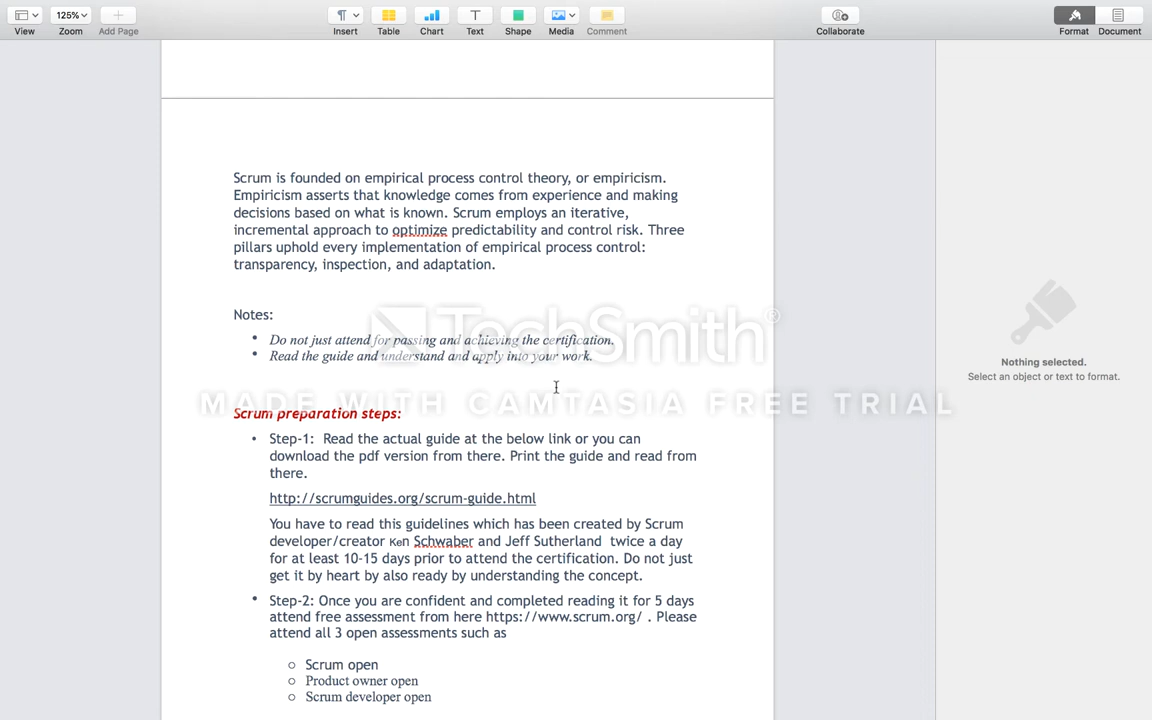 125%
View
Zoom
Add Page
Insert
Table
Chart
Text
Shape
Media
Comment
Collaborate
Format
Document
Scrum is founded on empirical process control theory, or empiricism.
Empiricism asserts that knowledge comes from experience and making
decisions based on what is known. Scrum employs an iterative,
incremental approach to optimize predictability and control risk. Three
pillars uphold every implementation of empirical process control:
transparency, inspection, and adaptation.
Notes:
• Do not just attend for passing and achieving the certification.
• Read the guide and understand and apply into your work.
TechSmith®
MADE WITH CAMTASIA FREE TRIAL
Nothing selected.
Select an object or text to format.
Scrum preparation steps:
• Step-1: Read the actual guide at the below link or you can
download the pdf version from there. Print the guide and read from
there.
http://scrumguides.org/scrum-guide.html
You have to read this guidelines which has been created by Scrum
developer/creator Ken Schwaber and Jeff Sutherland twice a day
for at least 10-15 days prior to attend the certification. Do not just
get it by heart by also ready by understanding the concept.
• Step-2: Once you are confident and completed reading it for 5 days
attend free assessment from here https://www.scrum.org/ . Please
attend all 3 open assessments such as
○ Scrum open
○ Product owner open
○ Scrum developer open